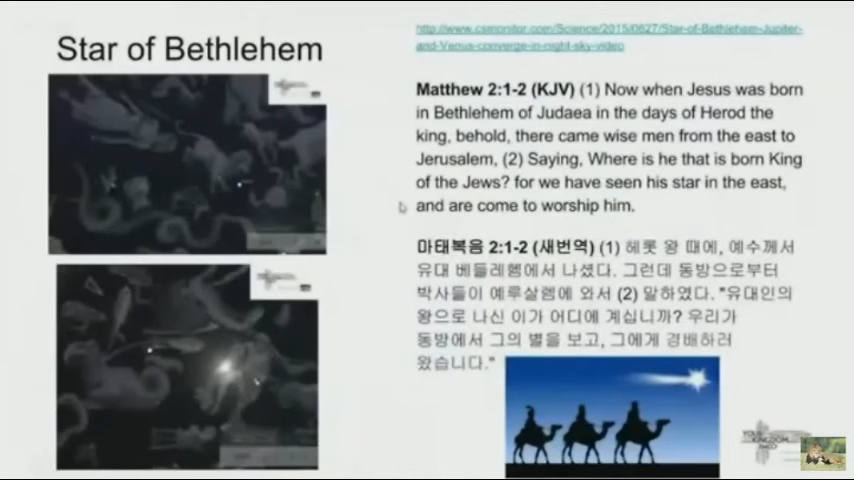 Star of Bethlehem
http://www.csmonitor.com/Science/2015/0627/Star-of-Bethlehem-Jupiter-
and-Venus-converge-in-night-sky-video
Matthew 2:1-2 (KJV) (1) Now when Jesus was born
in Bethlehem of Judaea in the days of Herod the
king, behold, there came wise men from the east to
Jerusalem, (2) Saying, Where is he that is born King
of the Jews? for we have seen his star in the east,
and are come to worship him.
마태복음 2:1-2 (새번역) (1) 헤롯 왕 때에, 예수께서
유대 베들레헴에서 나셨다. 그런데 동방으로부터
박사들이 예루살렘에 와서 (2) 말하였다. "유대인의
왕으로 나신 이가 어디에 계십니까? 우리가
동방에서 그의 별을 보고, 그에게 경배하러
왔습니다."
YOUR
KINGDOM